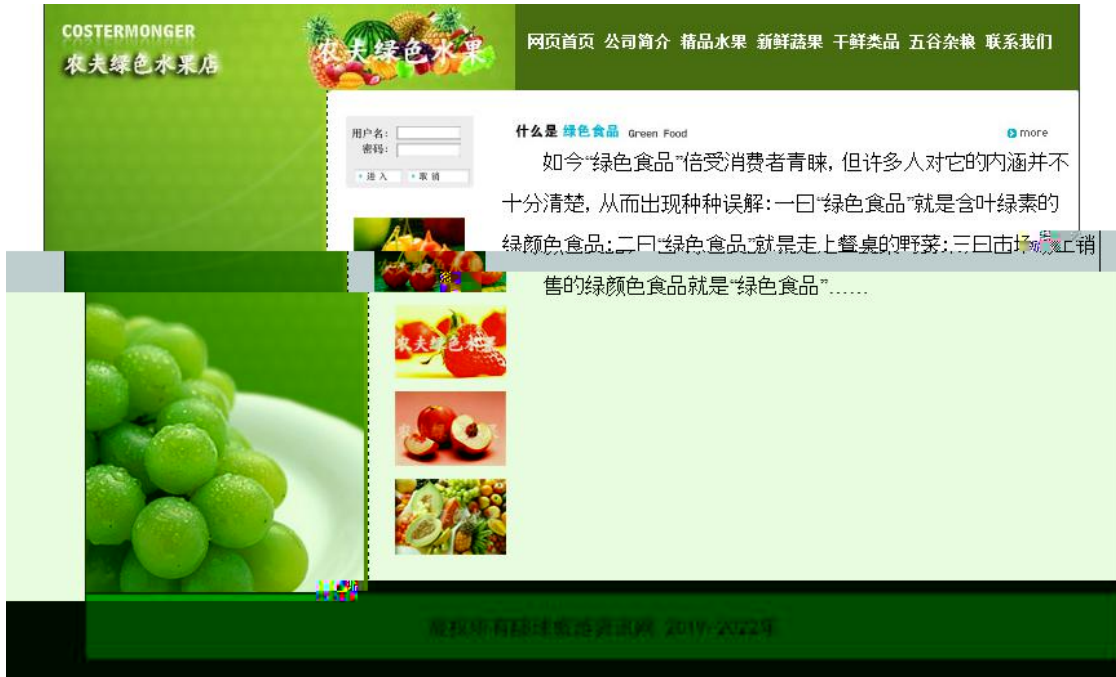 COSTERMONGER
农夫绿色水果店
农夫绿色水果
网页首页 公司简介 精品水果 新鲜蔬果 干鲜类品 五谷杂粮 联系我们
用户名：
密码：
进入 取消
什么是 绿色食品 Green Food
more
如今“绿色食品”倍受消费者青睐，但许多人对它的内涵并不
十分清楚，从而出现种种误解：一曰“绿色食品”就是含叶绿素的
绿颜色食品；二曰“绿色食品”就是走上餐桌的野菜；三曰市场 上销
售的绿颜色食品就是“绿色食品”……
农夫绿色水果
版权所有 2019-2022年